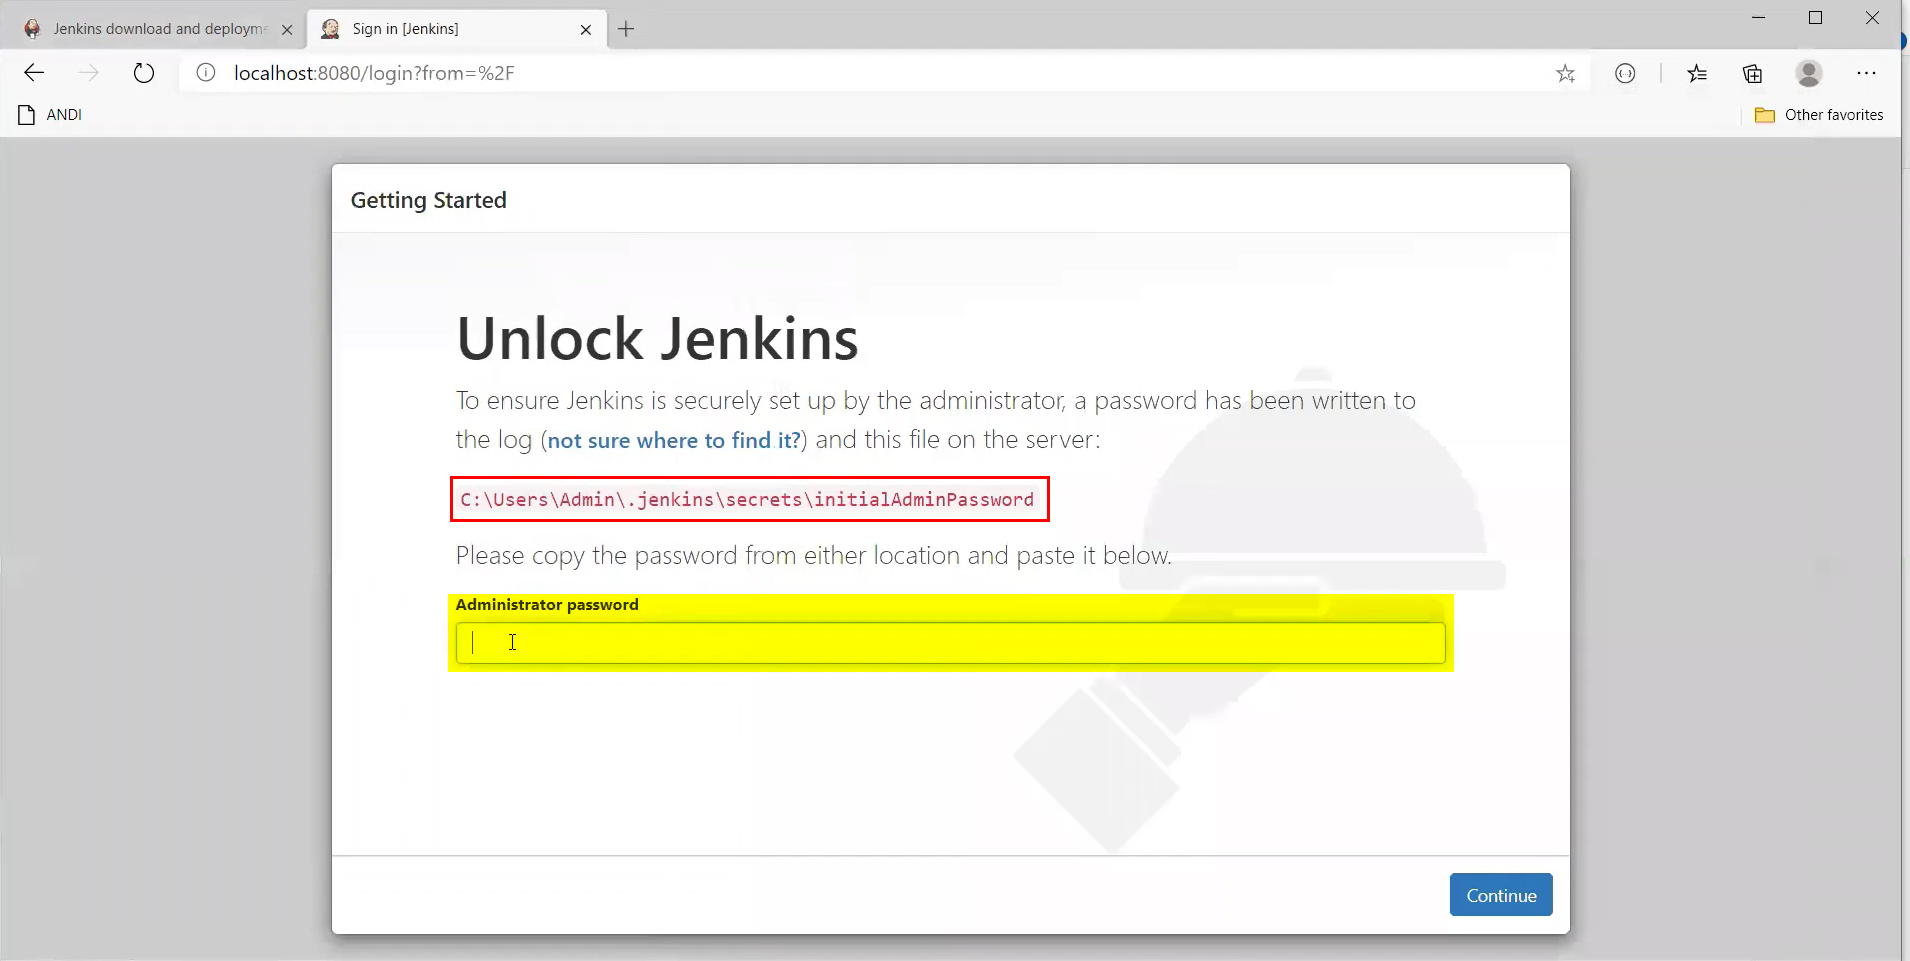 Jenkins download and deployme
Sign in [Jenkins]
localhost:8080/login?from=%2F
ANDI
Other favorites
Getting Started
Unlock Jenkins
To ensure Jenkins is securely set up by the administrator, a password has been written to
the log (not sure where to find it?) and this file on the server:
C:\Users\Admin\.jenkins\secrets\initialAdminPassword
Please copy the password from either location and paste it below.
Administrator password
Continue